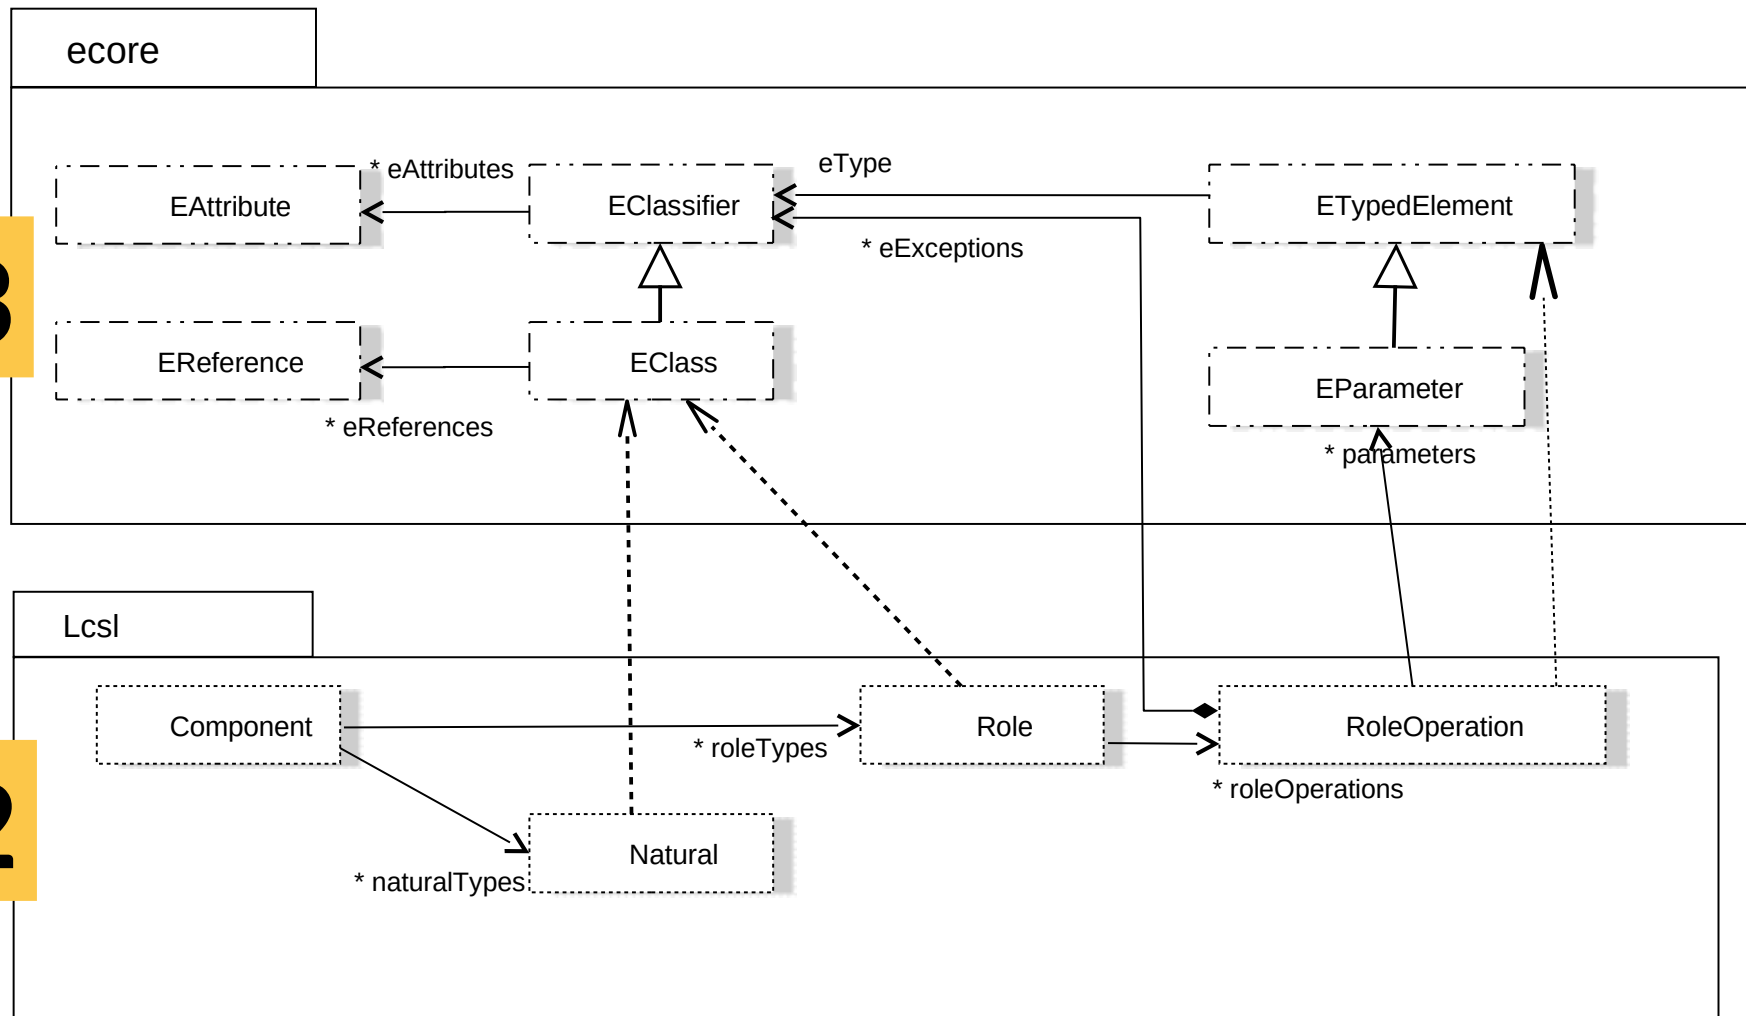 ecore
* eAttributes
eType
EAttribute
EClassifier
ETypedElement
* eExceptions
EReference
EClass
EParameter
* eReferences
* parameters
Lcsl
Component
Role
RoleOperation
* roleTypes
* roleOperations
Natural
* naturalTypes